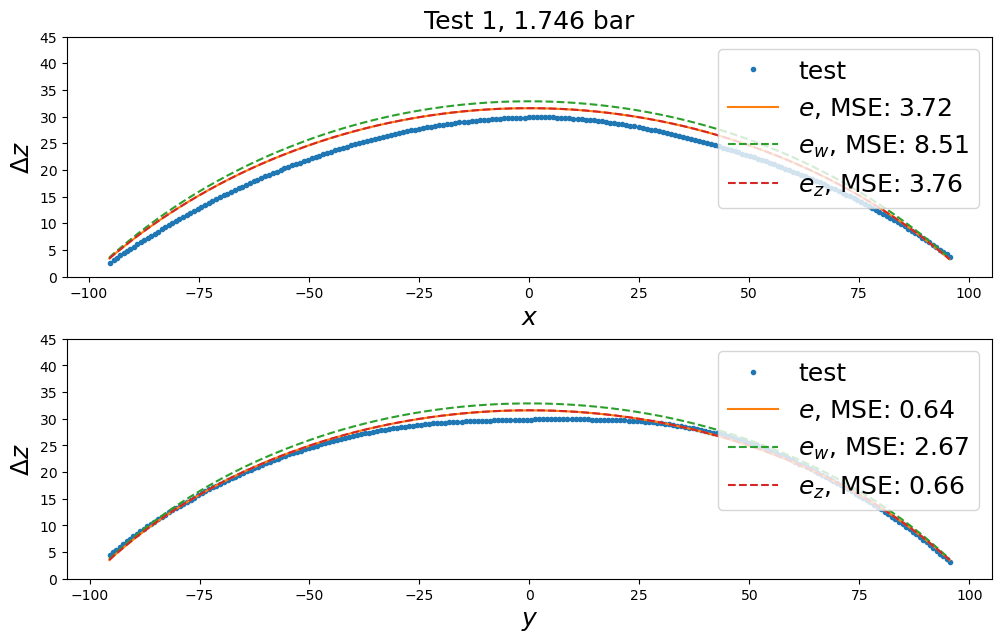 Test 1, 1.746 bar
45
40
35
30
25
20
15
10
5
0
Δz
test
e, MSE: 3.72
e_w, MSE: 8.51
e_z, MSE: 3.76
−100 −75 −50 −25 0 25 50 75 100
x
45
40
35
30
25
20
15
10
5
0
Δz
test
e, MSE: 0.64
e_w, MSE: 2.67
e_z, MSE: 0.66
−100 −75 −50 −25 0 25 50 75 100
y